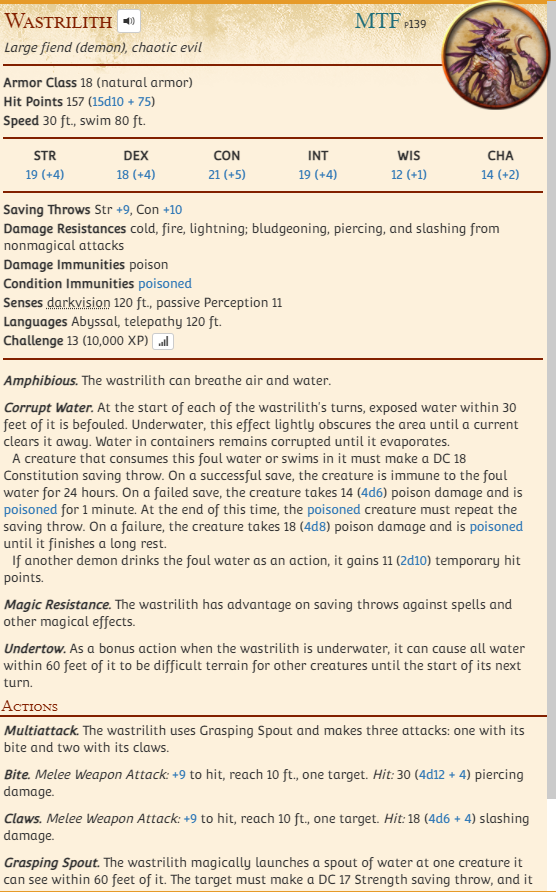 WASTRILITH MTF p139
Large fiend (demon), chaotic evil
Armor Class 18 (natural armor)
Hit Points 157 (15d10 + 75)
Speed 30 ft., swim 80 ft.
STR DEX CON INT WIS CHA
19 (+4) 18 (+4) 21 (+5) 19 (+4) 12 (+1) 14 (+2)
Saving Throws Str +9, Con +10
Damage Resistances cold, fire, lightning; bludgeoning, piercing, and slashing from
nonmagical attacks
Damage Immunities poison
Condition Immunities poisoned
Senses darkvision 120 ft., passive Perception 11
Languages Abyssal, telepathy 120 ft.
Challenge 13 (10,000 XP)
Amphibious. The wastrilith can breathe air and water.
Corrupt Water. At the start of each of the wastrilith's turns, exposed water within 30
feet of it is befouled. Underwater, this effect lightly obscures the area until a current
clears it away. Water in containers remains corrupted until it evaporates.
A creature that consumes this foul water or swims in it must make a DC 18
Constitution saving throw. On a successful save, the creature is immune to the foul
water for 24 hours. On a failed save, the creature takes 14 (4d6) poison damage and is
poisoned for 1 minute. At the end of this time, the poisoned creature must repeat the
saving throw. On a failure, the creature takes 18 (4d8) poison damage and is poisoned
until it finishes a long rest.
If another demon drinks the foul water as an action, it gains 11 (2d10) temporary hit
points.
Magic Resistance. The wastrilith has advantage on saving throws against spells and
other magical effects.
Undertow. As a bonus action when the wastrilith is underwater, it can cause all water
within 60 feet of it to be difficult terrain for other creatures until the start of its next
turn.
ACTIONS
Multiattack. The wastrilith uses Grasping Spout and makes three attacks: one with its
bite and two with its claws.
Bite. Melee Weapon Attack: +9 to hit, reach 10 ft., one target. Hit: 30 (4d12 + 4) piercing
damage.
Claws. Melee Weapon Attack: +9 to hit, reach 10 ft., one target. Hit: 18 (4d6 + 4) slashing
damage.
Grasping Spout. The wastrilith magically launches a spout of water at one creature it
can see within 60 feet of it. The target must make a DC 17 Strength saving throw, and it